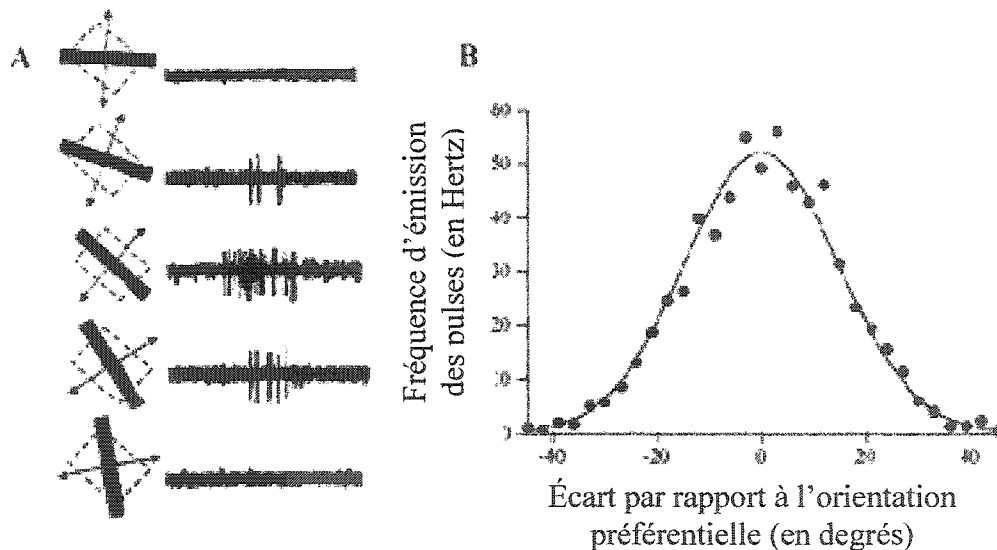 A
B
Fréquence d'émission
des pulses (en Hertz)
60
50
40
30
20
10
0
-40 -20 0 20 40
Écart par rapport à l'orientation
préférentielle (en degrés)